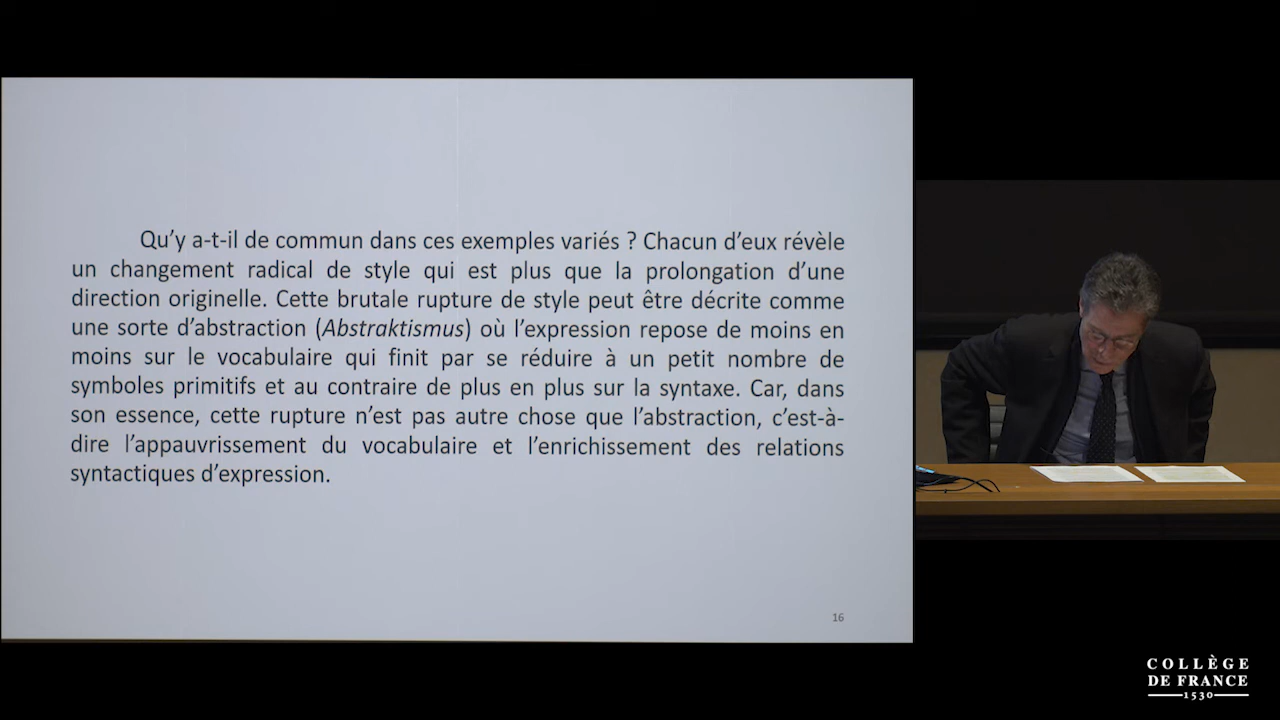 Qu’y a-t-il de commun dans ces exemples variés ? Chacun d’eux révèle
un changement radical de style qui est plus que la prolongation d’une
direction originelle. Cette brutale rupture de style peut être décrite comme
une sorte d’abstraction (Abstraktismus) où l’expression repose de moins en
moins sur le vocabulaire qui finit par se réduire à un petit nombre de
symboles primitifs et au contraire de plus en plus sur la syntaxe. Car, dans
son essence, cette rupture n’est pas autre chose que l’abstraction, c’est-à-
dire l’appauvrissement du vocabulaire et l’enrichissement des relations
syntactiques d’expression.
16
COLLÈGE
DE FRANCE
1530